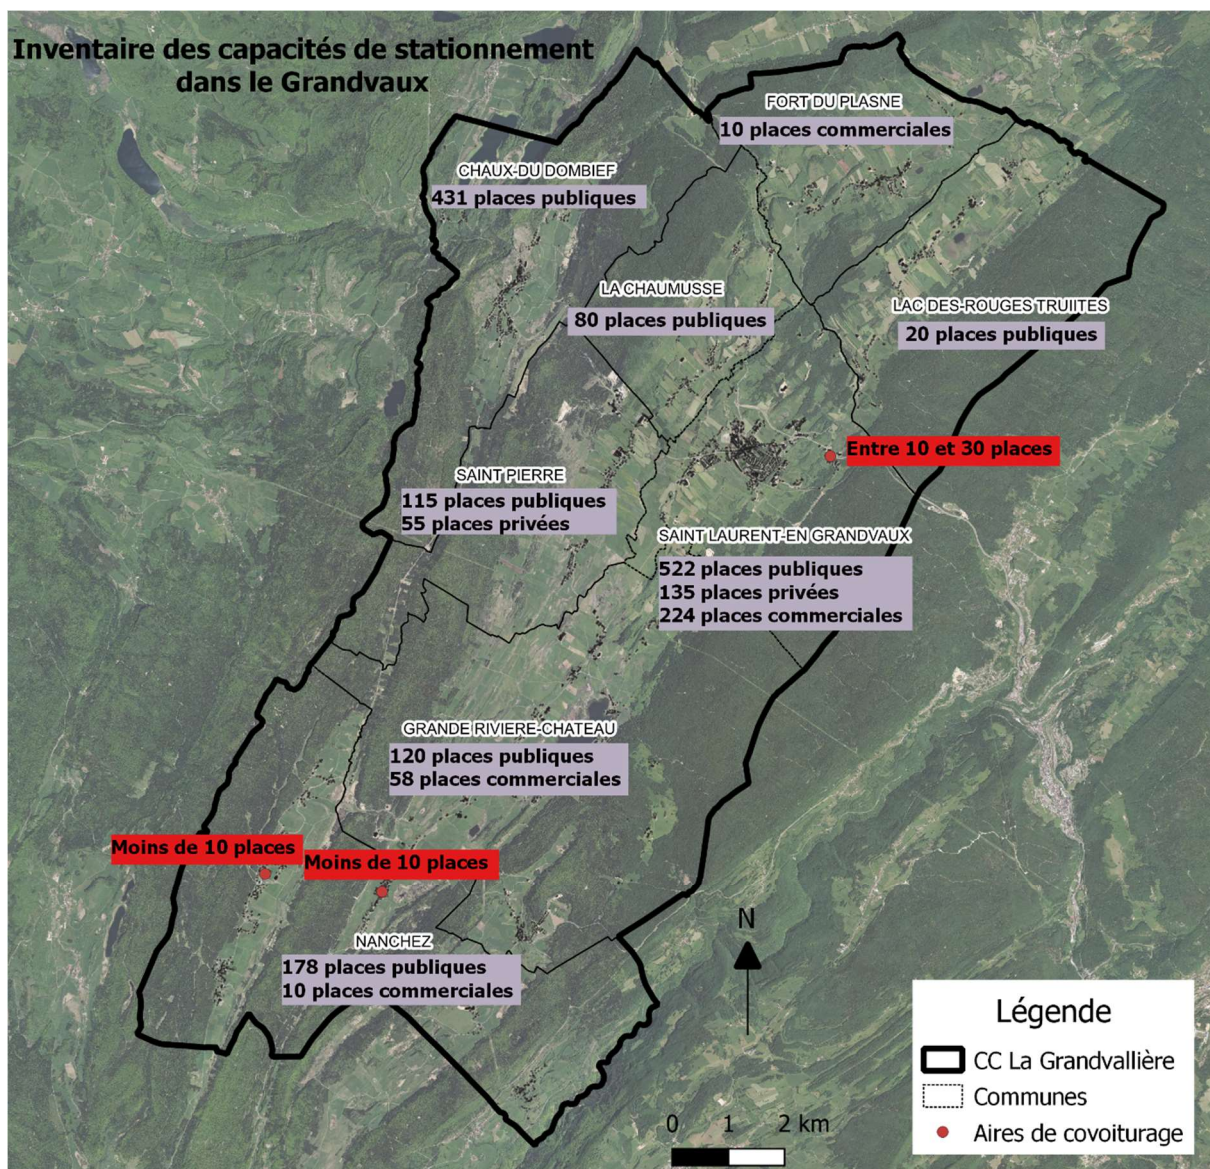 Inventaire des capacités de stationnement
dans le Grandvaux
FORT DU PLASNE
10 places commerciales
CHAUX-DU DOMBIEF
431 places publiques
LA CHAUMUSSE
80 places publiques
LAC DES-ROUGES TRUIITES
20 places publiques
Entre 10 et 30 places
SAINT PIERRE
115 places publiques
55 places privées
SAINT LAURENT-EN GRANDVAUX
522 places publiques
135 places privées
224 places commerciales
GRANDE RIVIERE-CHATEAU
120 places publiques
58 places commerciales
Moins de 10 places
Moins de 10 places
NANCHEZ
178 places publiques
10 places commerciales
N
Légende
CC La Grandvallière
Communes
Aires de covoiturage
0 1 2 km